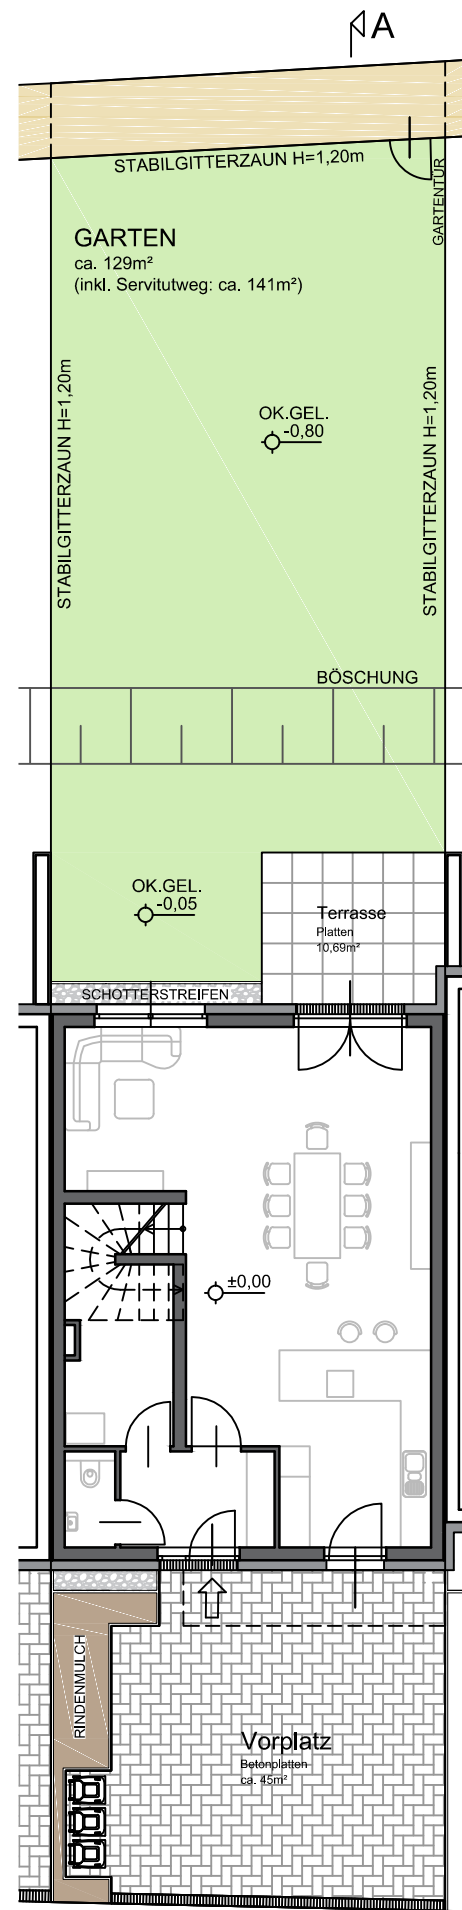 A
STABILGITTERZAUN H=1,20m
GARTENTÜR
GARTEN
ca. 129m²
(inkl. Servitutweg: ca. 141m²)
STABILGITTERZAUN H=1,20m
STABILGITTERZAUN H=1,20m
OK.GEL.
-0,80
BÖSCHUNG
OK.GEL.
-0,05
Terrasse
Platten
10,69m²
SCHOTTERSTREIFEN
±0,00
RINDENMULCH
Vorplatz
Betonplatten
ca. 45m²